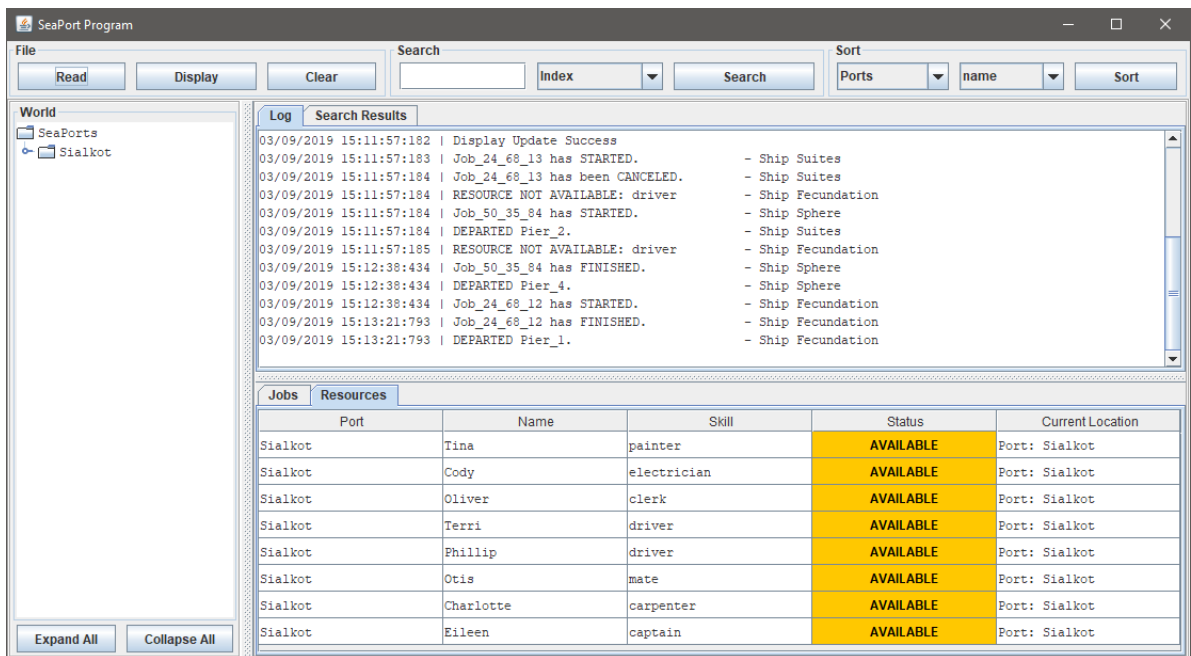 SeaPort Program
File
Read Display Clear
Search
Index Search
Sort
Ports name Sort
World
SeaPorts
Sialkot
Expand All Collapse All
Log Search Results
03/09/2019 15:11:57:182 | Display Update Success
03/09/2019 15:11:57:183 | Job_24_68_13 has STARTED. - Ship Suites
03/09/2019 15:11:57:184 | Job_24_68_13 has been CANCELED. - Ship Suites
03/09/2019 15:11:57:184 | RESOURCE NOT AVAILABLE: driver - Ship Fecundation
03/09/2019 15:11:57:184 | Job_50_35_84 has STARTED. - Ship Sphere
03/09/2019 15:11:57:184 | DEPARTED Pier_2. - Ship Suites
03/09/2019 15:11:57:185 | RESOURCE NOT AVAILABLE: driver - Ship Fecundation
03/09/2019 15:12:38:434 | Job_50_35_84 has FINISHED. - Ship Sphere
03/09/2019 15:12:38:434 | DEPARTED Pier_4. - Ship Sphere
03/09/2019 15:12:38:434 | Job_24_68_12 has STARTED. - Ship Fecundation
03/09/2019 15:13:21:793 | Job_24_68_12 has FINISHED. - Ship Fecundation
03/09/2019 15:13:21:793 | DEPARTED Pier_1. - Ship Fecundation
Jobs Resources
Port Name Skill Status Current Location
Sialkot Tina painter AVAILABLE Port: Sialkot
Sialkot Cody electrician AVAILABLE Port: Sialkot
Sialkot Oliver clerk AVAILABLE Port: Sialkot
Sialkot Terri driver AVAILABLE Port: Sialkot
Sialkot Phillip driver AVAILABLE Port: Sialkot
Sialkot Otis mate AVAILABLE Port: Sialkot
Sialkot Charlotte carpenter AVAILABLE Port: Sialkot
Sialkot Eileen captain AVAILABLE Port: Sialkot